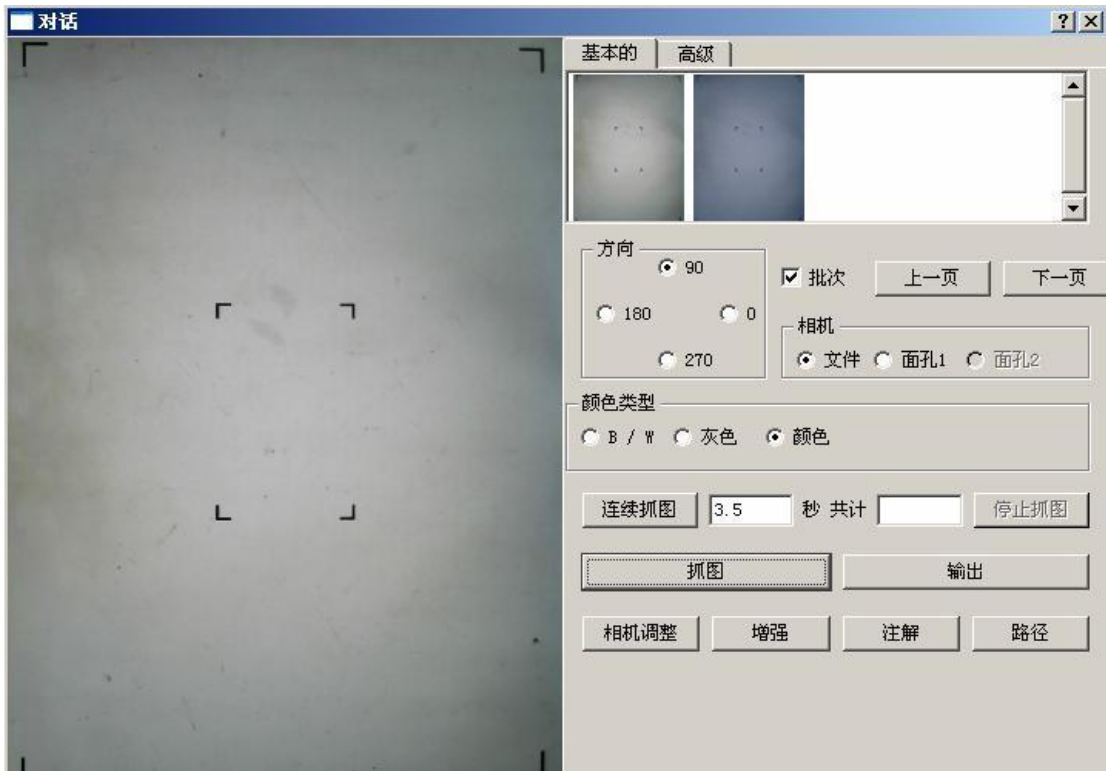 对话
基本的 高级
方向
90
180
0
270
批次 上一页 下一页
相机
文件 面孔1 面孔2
颜色类型
B / W 灰色 颜色
连续抓图 3.5 秒 共计 停止抓图
抓图 输出
相机调整 增强 注解 路径